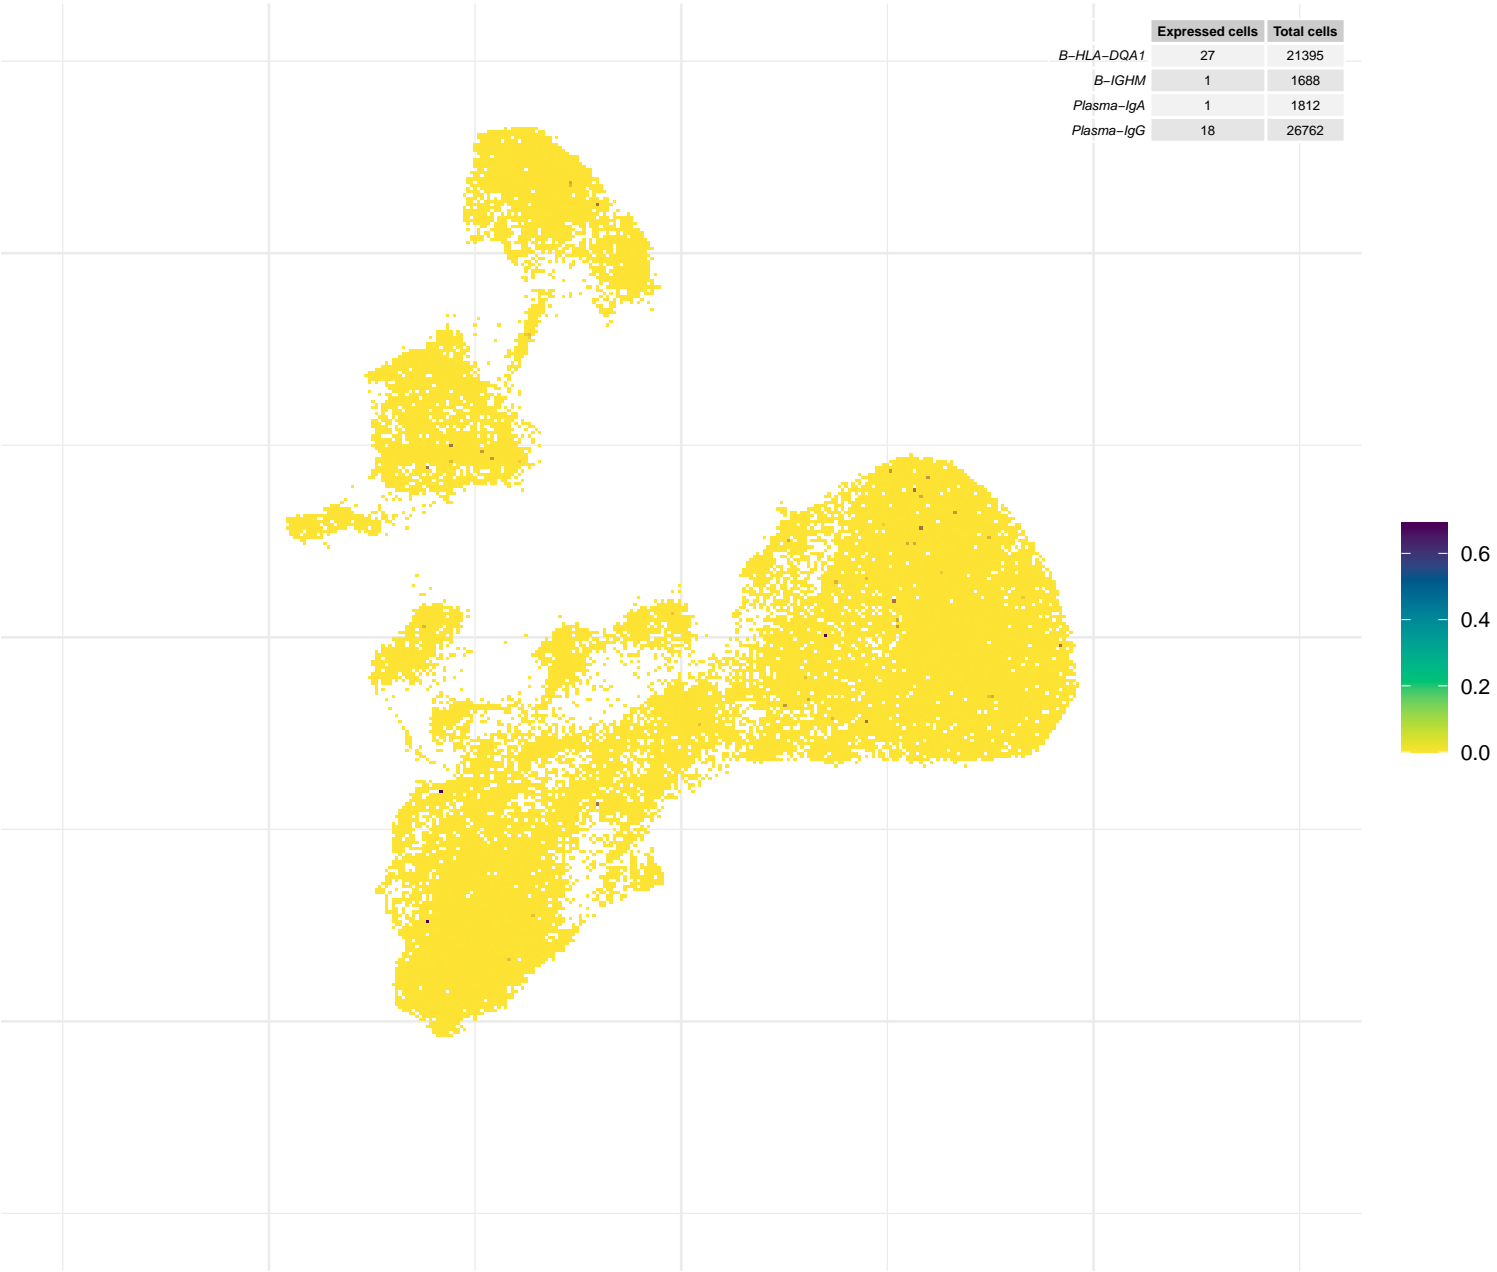 Expressed cells Total cells
B−HLA−DQA1 27 21395
B−IGHM 1 1688
Plasma−IgA 1 1812
Plasma−IgG 18 26762
0.6
0.4
0.2
0.0